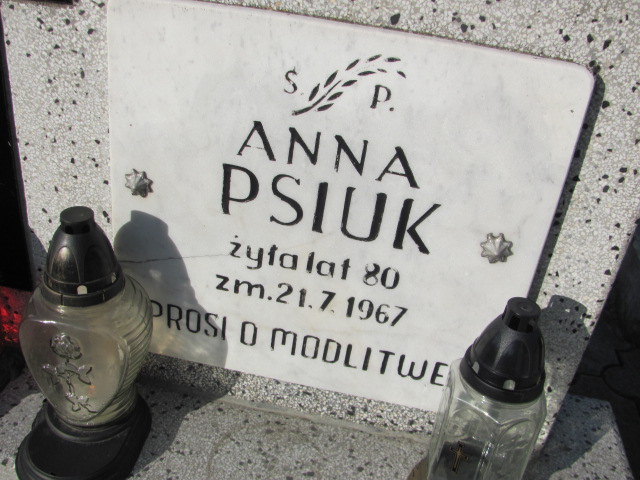 Ś. P.
ANNA
PSIUK
żyła lat 80
zm. 21.7.1967
PROSI O MODLITWE